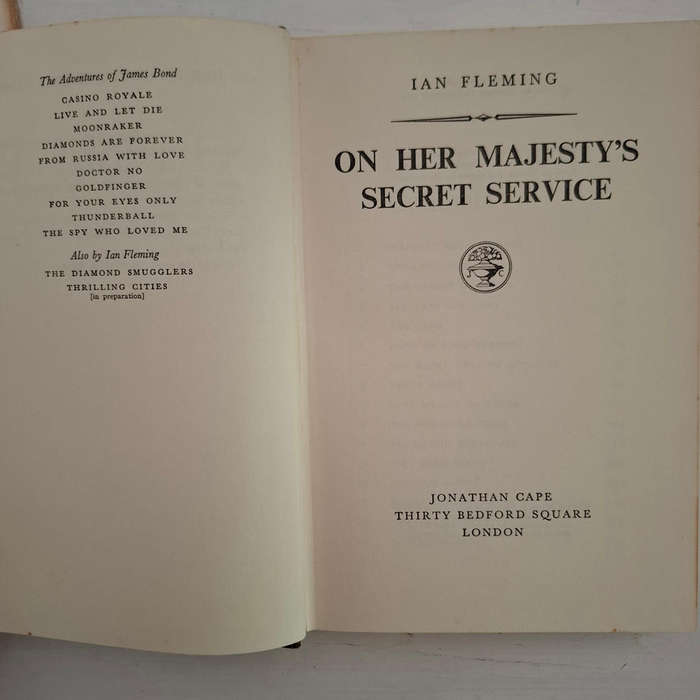 The Adventures of James Bond
CASINO ROYALE
LIVE AND LET DIE
MOONRAKER
DIAMONDS ARE FOREVER
FROM RUSSIA WITH LOVE
DOCTOR NO
GOLDFINGER
FOR YOUR EYES ONLY
THUNDERBALL
THE SPY WHO LOVED ME
Also by Ian Fleming
THE DIAMOND SMUGGLERS
THRILLING CITIES
[in preparation]
IAN FLEMING
ON HER MAJESTY'S
SECRET SERVICE
J C
JONATHAN CAPE
THIRTY BEDFORD SQUARE
LONDON